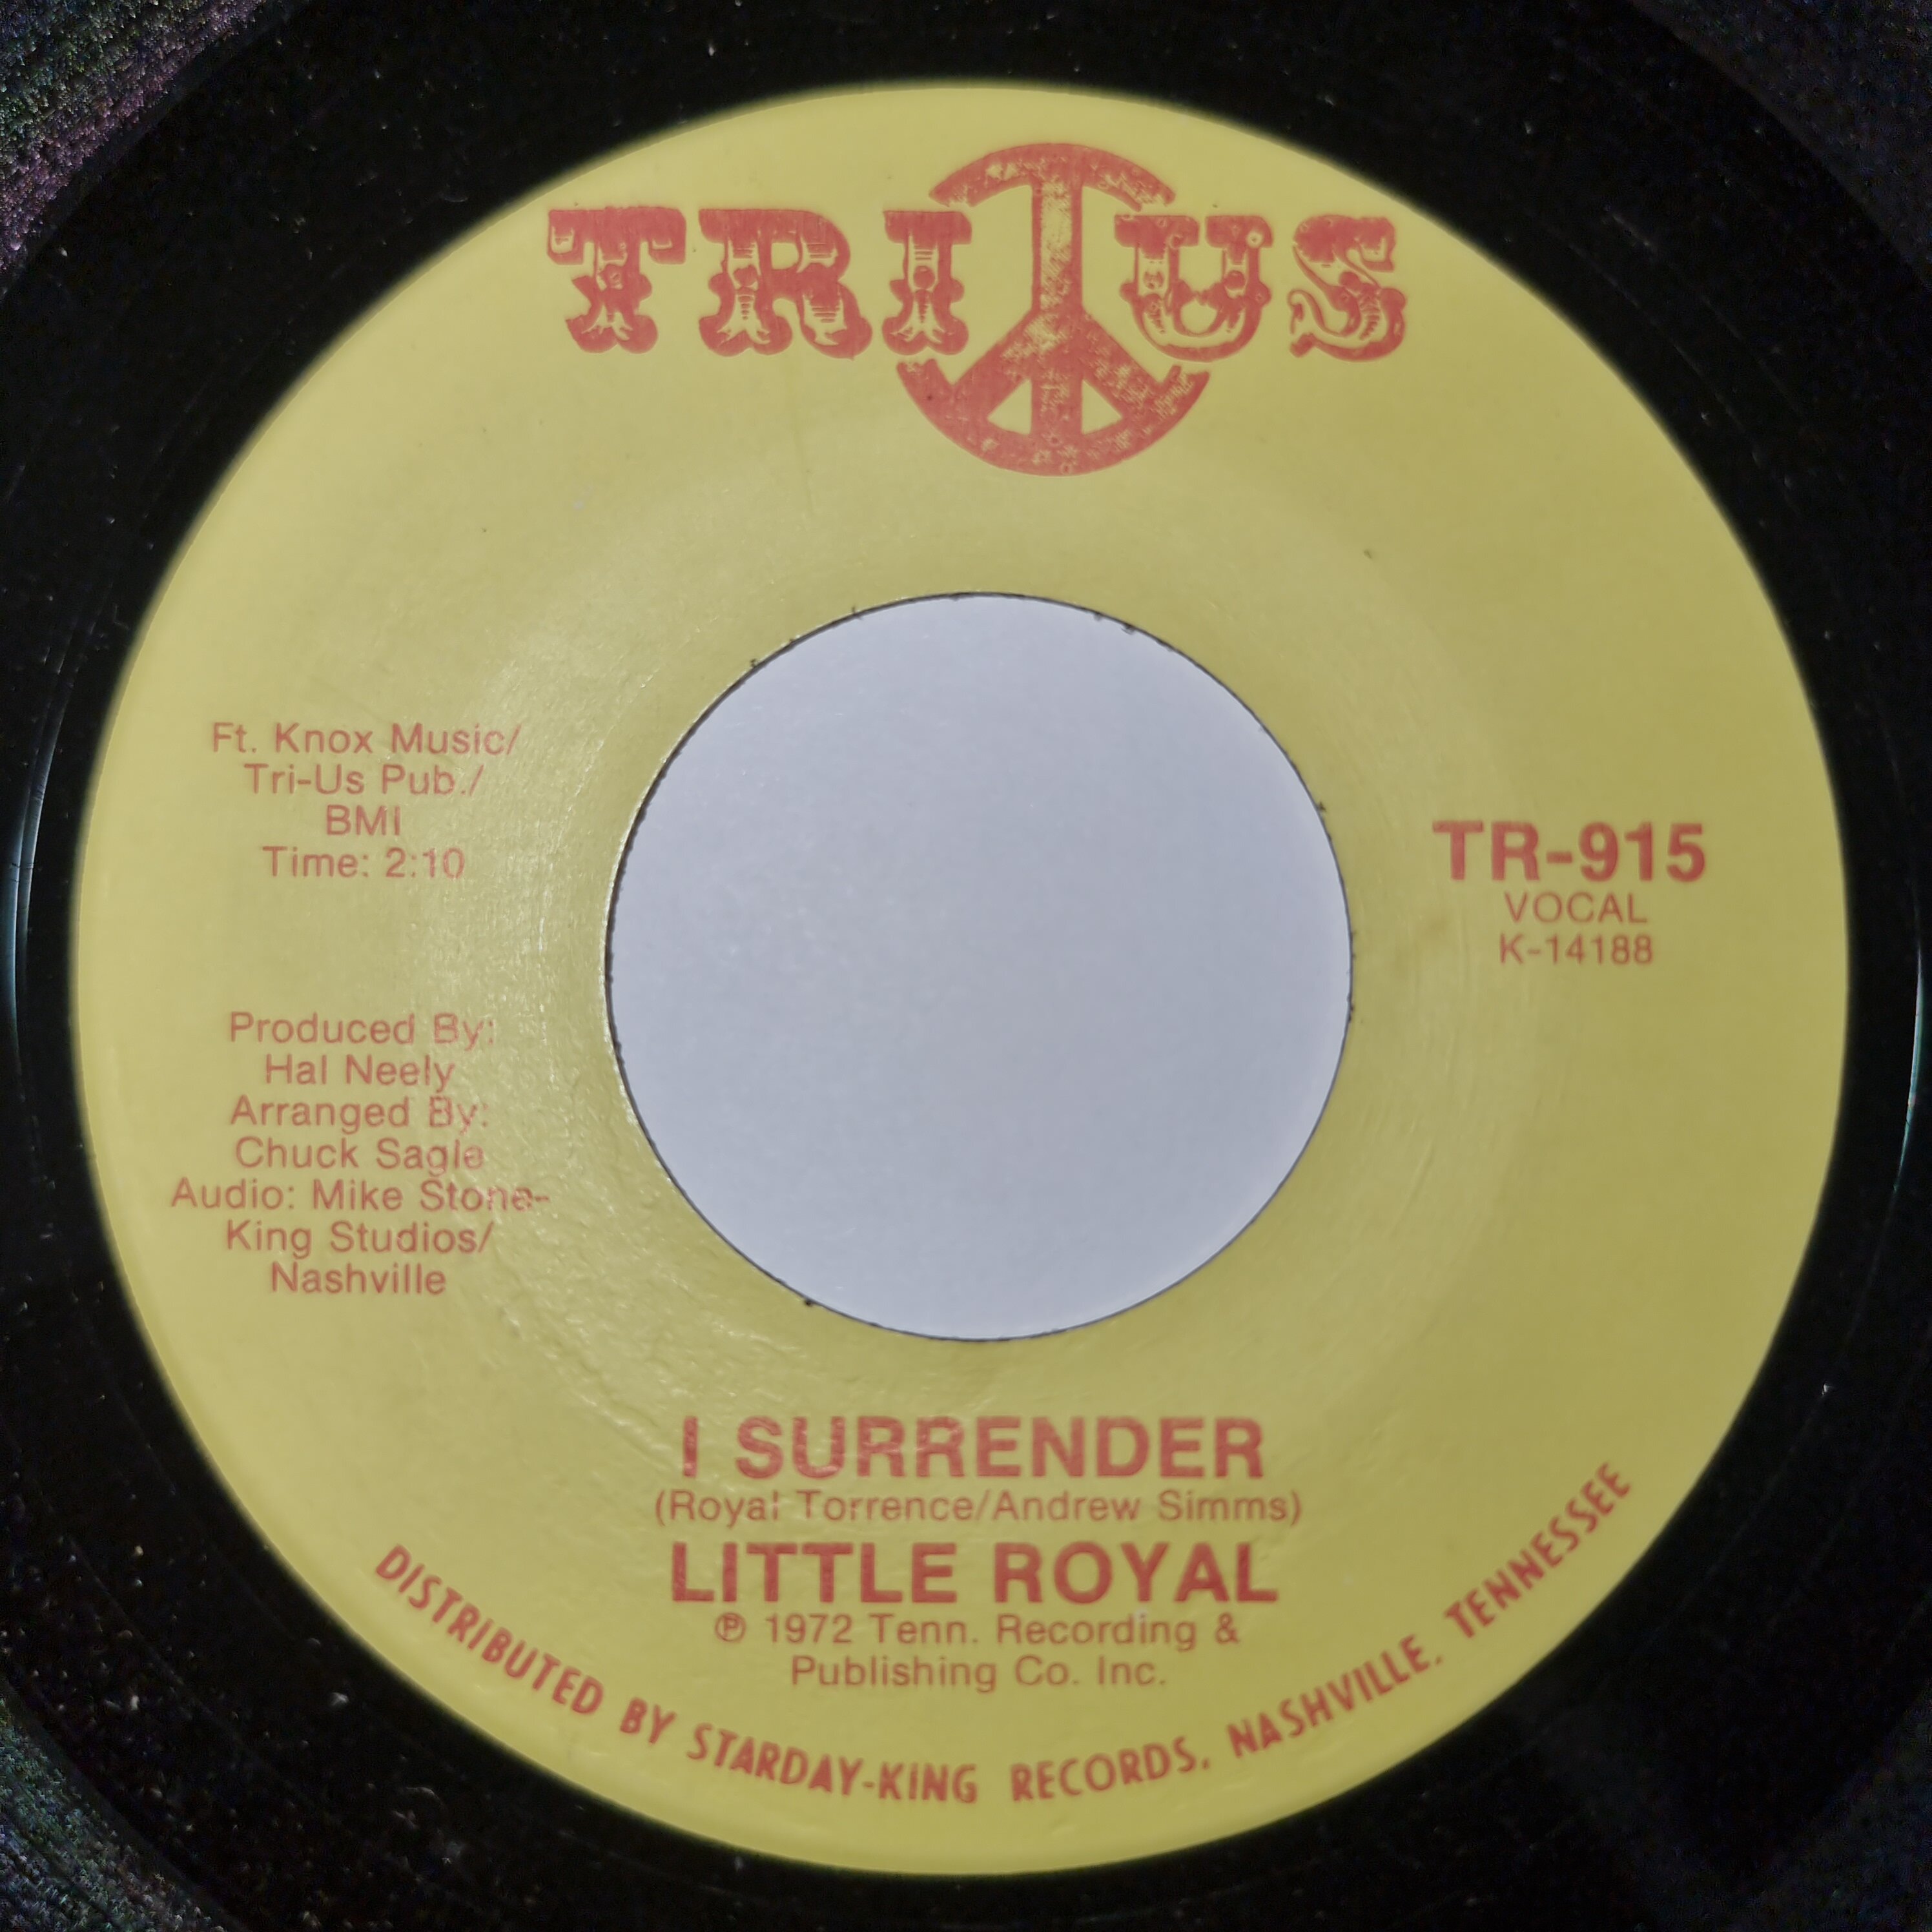 TRI US
Ft. Knox Music/
Tri-Us Pub./
BMI
Time: 2:10
TR-915
VOCAL
K-14188
Produced By:
Hal Neely
Arranged By:
Chuck Sagle
Audio: Mike Stone-
King Studios/
Nashville
I SURRENDER
(Royal Torrence/Andrew Simms)
LITTLE ROYAL
℗ 1972 Tenn. Recording &
Publishing Co. Inc.
DISTRIBUTED BY STARDAY-KING RECORDS, NASHVILLE, TENNESSEE